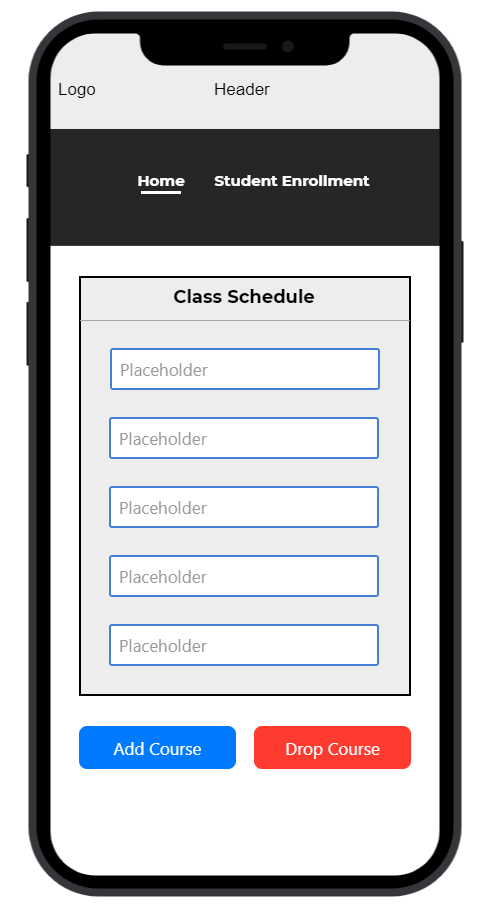 Logo Header
Home Student Enrollment
Class Schedule
Placeholder
Placeholder
Placeholder
Placeholder
Placeholder
Add Course Drop Course